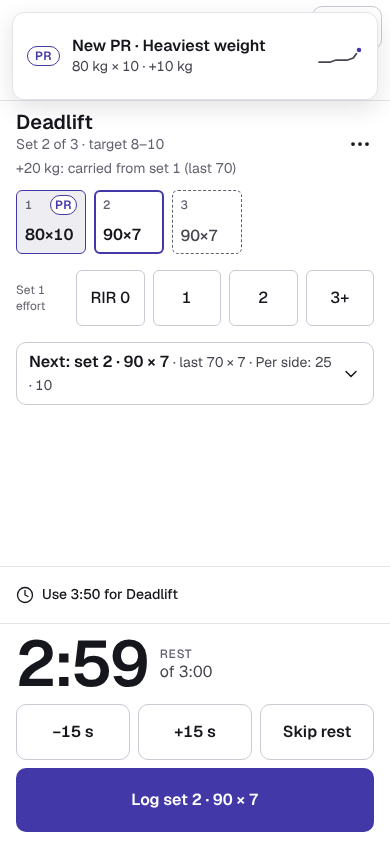 PR
New PR · Heaviest weight
80 kg × 10 · +10 kg
Deadlift
Set 2 of 3 · target 8–10
+20 kg: carried from set 1 (last 70)
1 PR
80×10
2
90×7
3
90×7
Set 1
effort
RIR 0
1
2
3+
Next: set 2 · 90 × 7 · last 70 × 7 · Per side: 25
· 10
Use 3:50 for Deadlift
2:59
REST
of 3:00
−15 s
+15 s
Skip rest
Log set 2 · 90 × 7